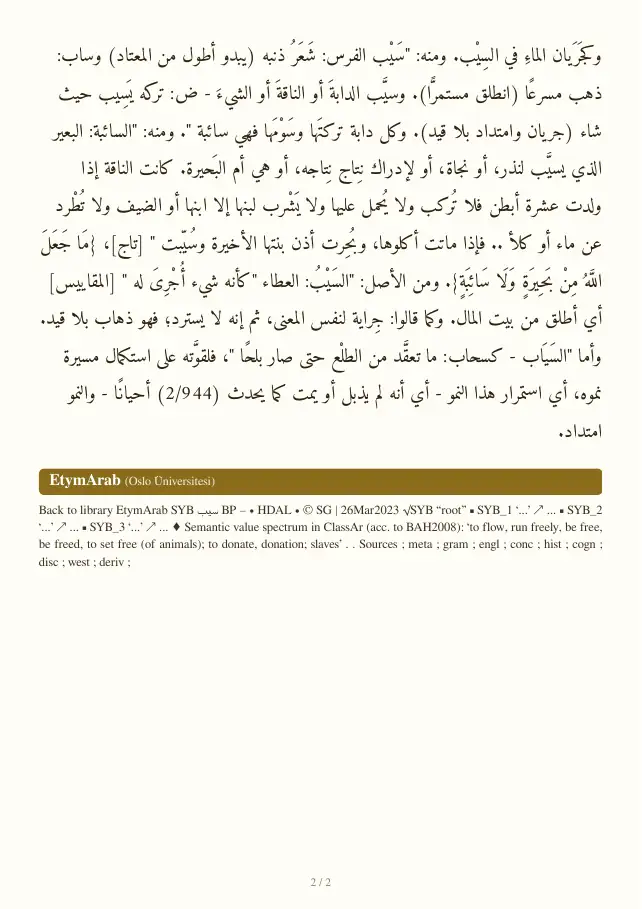 وكجَرَيان الماءِ في السِيْب. ومنه: "سَيْب الفرس: شَعَرُ ذنبه (يبدو أطول من المعتاد) وساب:
ذهب مسرعًا (انطلق مستمرًّا). وسيَّب الدابةَ أو الناقةَ أو الشيءَ - ض: تركه يَسِيب حيث
شاء (جريان وامتداد بلا قيد). وكل دابة تركتَها وسَوْمَها فهي سائبة ". ومنه: "السائبة: البعير
الذي يسيَّب لنذر، أو نجاة، أو لإدراك نِتاج نِتاجه، أو هي أم البَحيرة. كانت الناقة إذا
ولدت عشرة أبطن فلا تُركب ولا يُحمل عليها ولا يَشْرب لبنها إلا ابنها أو الضيف ولا تُطْرد
عن ماء أو كلأ .. فإذا ماتت أكلوها، وبُحِرت أذن بنتها الأخيرة وسُيِّبت " [تاج]، {مَا جَعَلَ
اللَّهُ مِنْ بَحِيرَةٍ وَلَا سَائِبَةٍ}. ومن الأصل: "السَيْبُ: العطاء "كأنه شيء أُجْرِىَ له " [المقاييس]
أي أطلق من بيت المال. وكما قالوا: جِراية لنفس المعنى، ثم إنه لا يسترد؛ فهو ذهاب بلا قيد.
وأما "السَيَاب - كسحاب: ما تعقَّد من الطلْع حتى صار بلحًا "، فلقوَّته على استكمال مسيرة
نموه، أي استمرار هذا النمو - أي أنه لم يذبل أو يمت كما يحدث (2/944) أحيانًا - والنمو
امتداد.
EtymArab (Oslo Üniversitesi)
Back to library EtymArab SYB سيب BP – • HDAL • © SG | 26Mar2023 √SYB “root” ▪ SYB_1 ‘...’ ↗ ... ▪ SYB_2
‘...’ ↗ ... ▪ SYB_3 ‘...’ ↗ ... ♦ Semantic value spectrum in ClassAr (acc. to BAH2008): ‘to flow, run freely, be free,
be freed, to set free (of animals); to donate, donation; slaves’ . . Sources ; meta ; gram ; engl ; conc ; hist ; cogn ;
disc ; west ; deriv ;
2 / 2